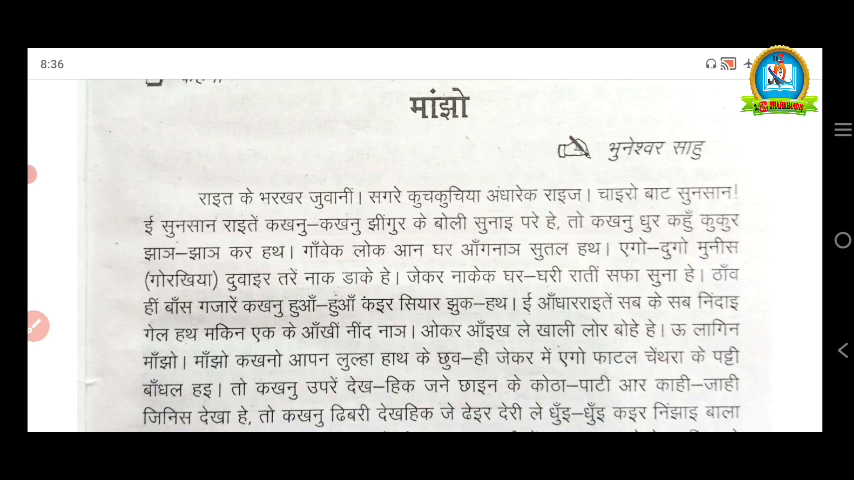 8:36
मांझो
भुनेश्वर साहु
राइत के भरखर जुवानीं। सगरे कुचकुचिया अंधारेक राइज। चाइरो बाट सुनसान!
ई सुनसान राइतें कखनु-कखनु झींगुर के बोली सुनाइ परे हे, तो कखनु धुर कहुँ कुकुर
झाञ-झाञ कर हथ। गाँवेक लोक आन घर आँगनाञ सुतल हथ। एगो-दुगो मुनीस
(गोरखिया) दुवाइर तरें नाक डाके हे। जेकर नाकेक घर-घरी रातीं सफा सुना हे। ठाँव
हीं बाँस गजारें कखनु हुआँ-हुंआँ कंइर सियार झुक-हथ। ई आँधारराइतें सब के सब निंदाइ
गेल हथ मकिन एक के आँखीं नींद नाञ। ओकर आँइख ले खाली लोर बोहे हे। ऊ लागिन
माँझो। माँझो कखनो आपन लुल्हा हाथ के छुव-ही जेकर में एगो फाटल चेंथरा के पट्टी
बाँधल हइ। तो कखनु उपरें देख-हिक जने छाइन के कोठा-पाटी आर काही-जाही
जिनिस देखा हे, तो कखनु ढिबरी देखहिक जे ढेइर देरी ले धुँइ-धुँइ कइर निंझाइ बाला